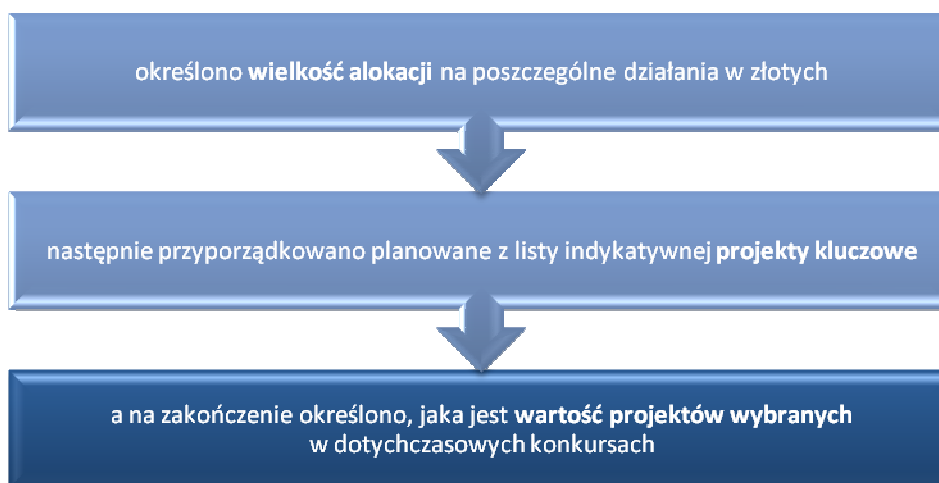 określono wielkość alokacji na poszczególne działania w złotych
następnie przyporządkowano planowane z listy indykatywnej projekty kluczowe
a na zakończenie określono, jaka jest wartość projektów wybranych
w dotychczasowych konkursach